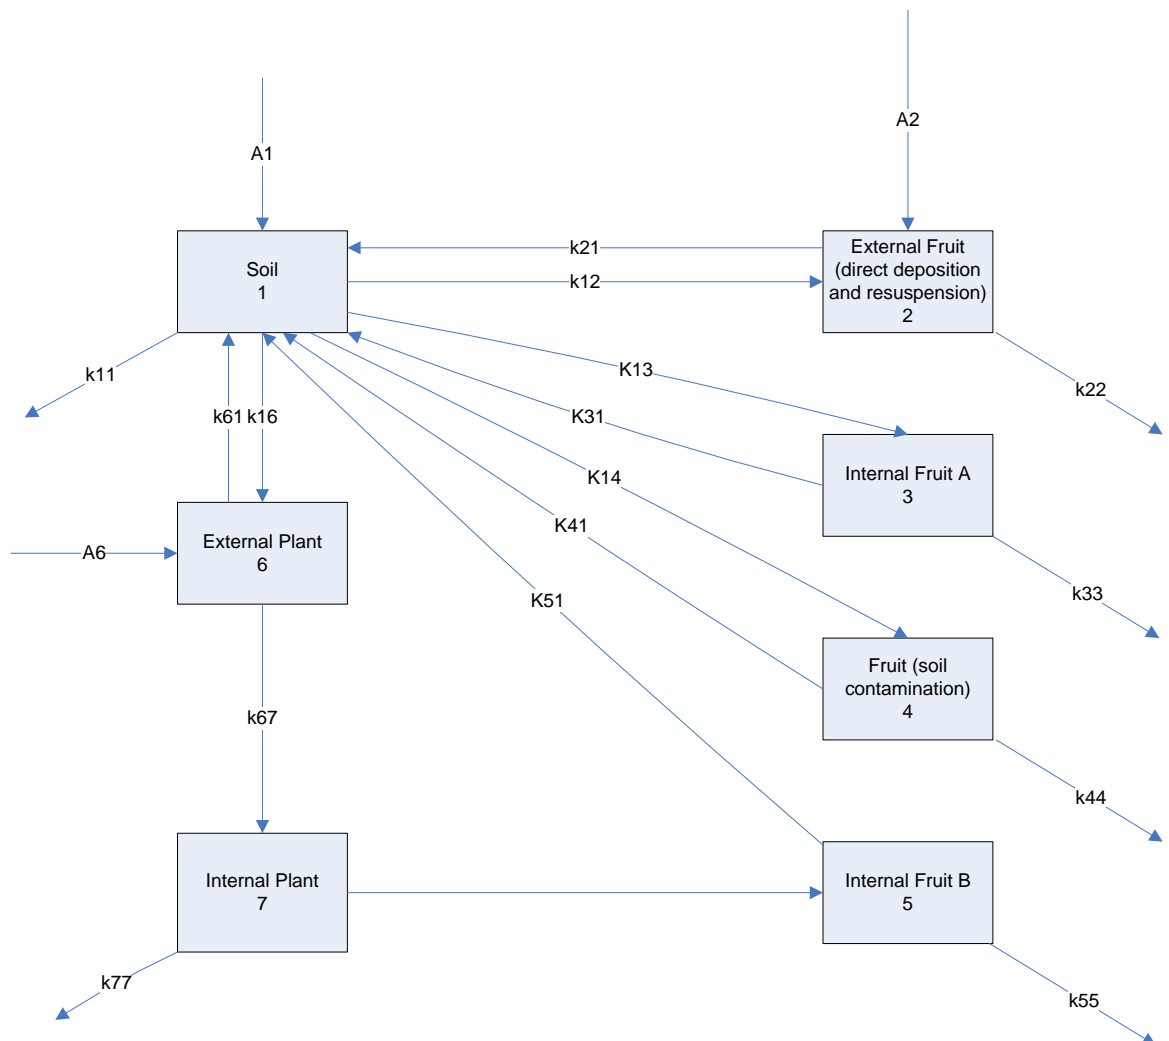 A2
A1
k21
k12
Soil
1
External Fruit
(direct deposition
and resuspension)
2
k11
k61
k16
K13
K31
k22
K14
K41
Internal Fruit A
3
A6
External Plant
6
K51
k33
Fruit (soil
contamination)
4
k67
k44
Internal Plant
7
Internal Fruit B
5
k77
k55